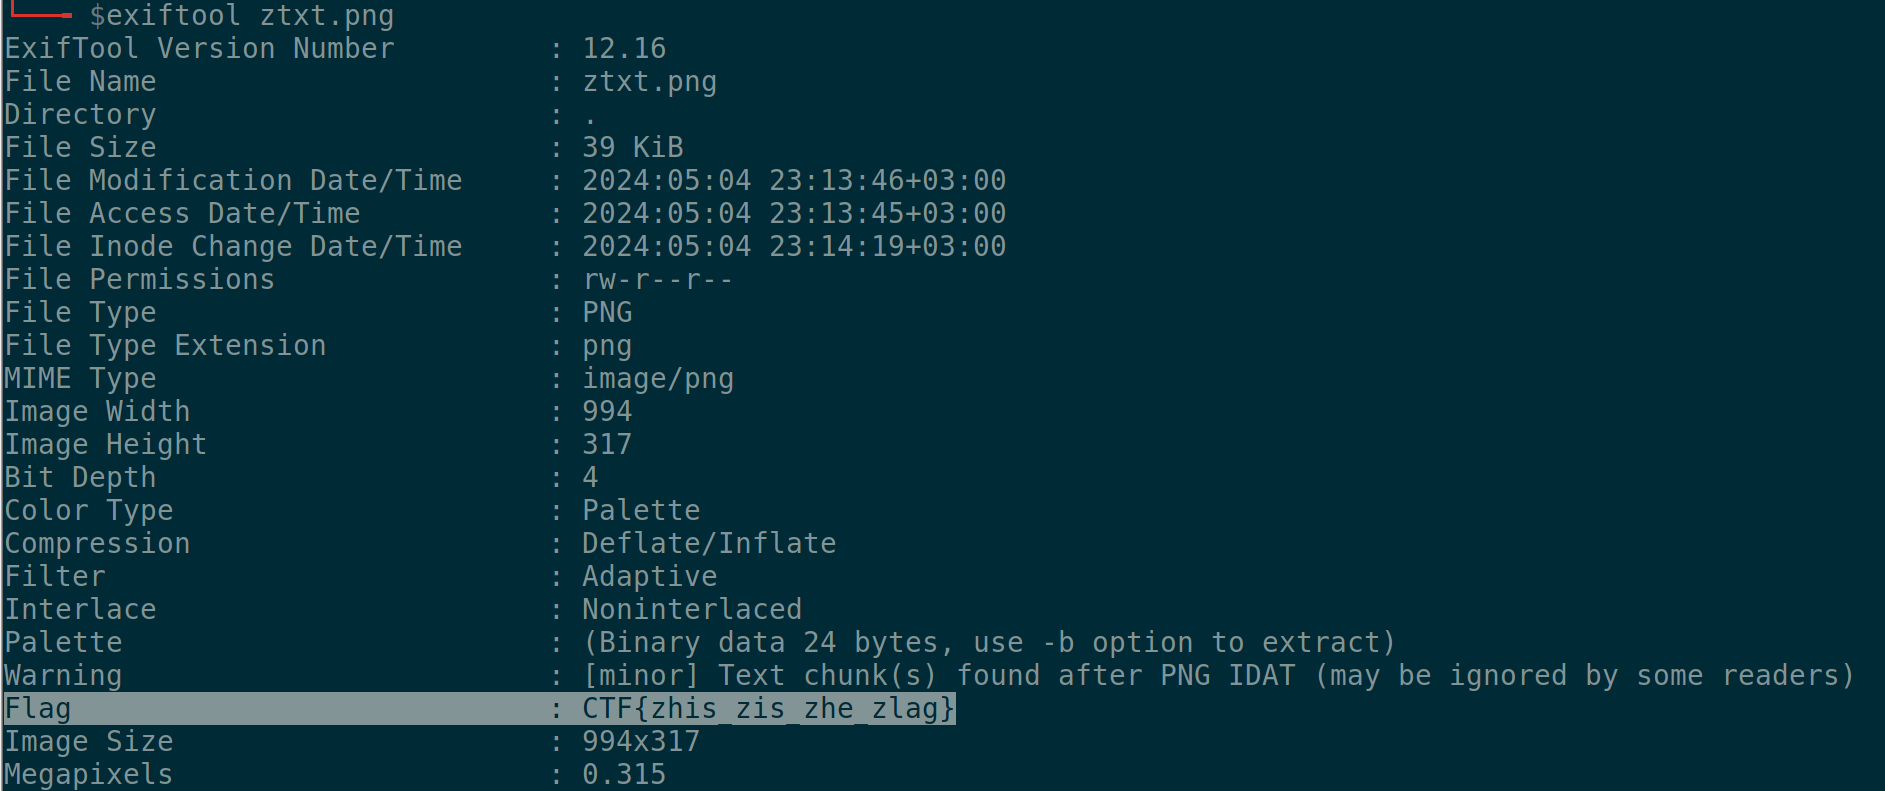 $exiftool ztxt.png
ExifTool Version Number : 12.16
File Name : ztxt.png
Directory : .
File Size : 39 KiB
File Modification Date/Time : 2024:05:04 23:13:46+03:00
File Access Date/Time : 2024:05:04 23:13:45+03:00
File Inode Change Date/Time : 2024:05:04 23:14:19+03:00
File Permissions : rw-r--r--
File Type : PNG
File Type Extension : png
MIME Type : image/png
Image Width : 994
Image Height : 317
Bit Depth : 4
Color Type : Palette
Compression : Deflate/Inflate
Filter : Adaptive
Interlace : Noninterlaced
Palette : (Binary data 24 bytes, use -b option to extract)
Warning : [minor] Text chunk(s) found after PNG IDAT (may be ignored by some readers)
Flag : CTF{zhis_zis_zhe_zlag}
Image Size : 994x317
Megapixels : 0.315